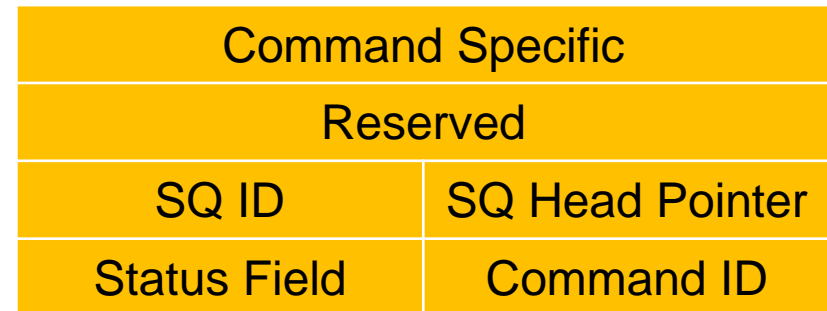 Command Specific
Reserved
SQ ID
SQ Head Pointer
Status Field
Command ID